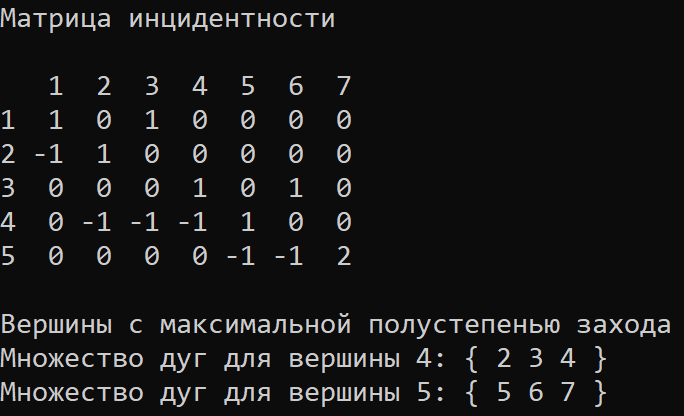 Матрица инцидентности
1 2 3 4 5 6 7
1 1 0 1 0 0 0 0
2 -1 1 0 0 0 0 0
3 0 0 0 1 0 1 0
4 0 -1 -1 -1 1 0 0
5 0 0 0 0 -1 -1 2
Вершины с максимальной полустепенью захода
Множество дуг для вершины 4: { 2 3 4 }
Множество дуг для вершины 5: { 5 6 7 }